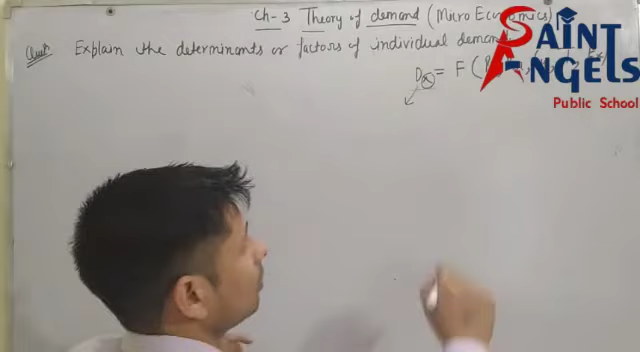 Ch-3 Theory of demand (Micro Economics)
Ques Explain the determinants or factors of individual demand
Dx = F (P
SAINT
ANGELS
Public School